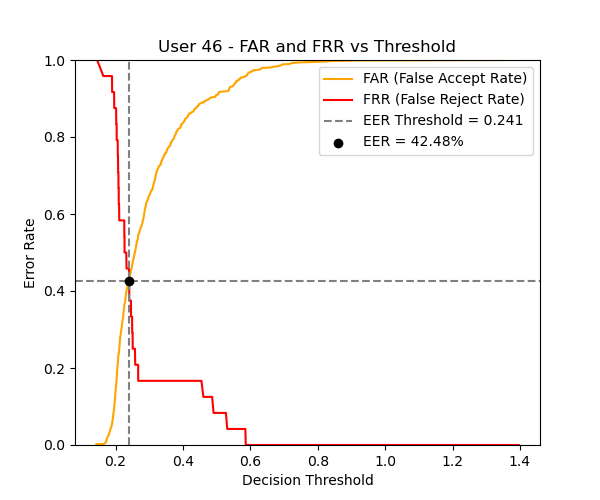 User 46 - FAR and FRR vs Threshold
1.0
0.8
0.6
0.4
0.2
0.0
Error Rate
FAR (False Accept Rate)
FRR (False Reject Rate)
EER Threshold = 0.241
EER = 42.48%
0.2 0.4 0.6 0.8 1.0 1.2 1.4
Decision Threshold